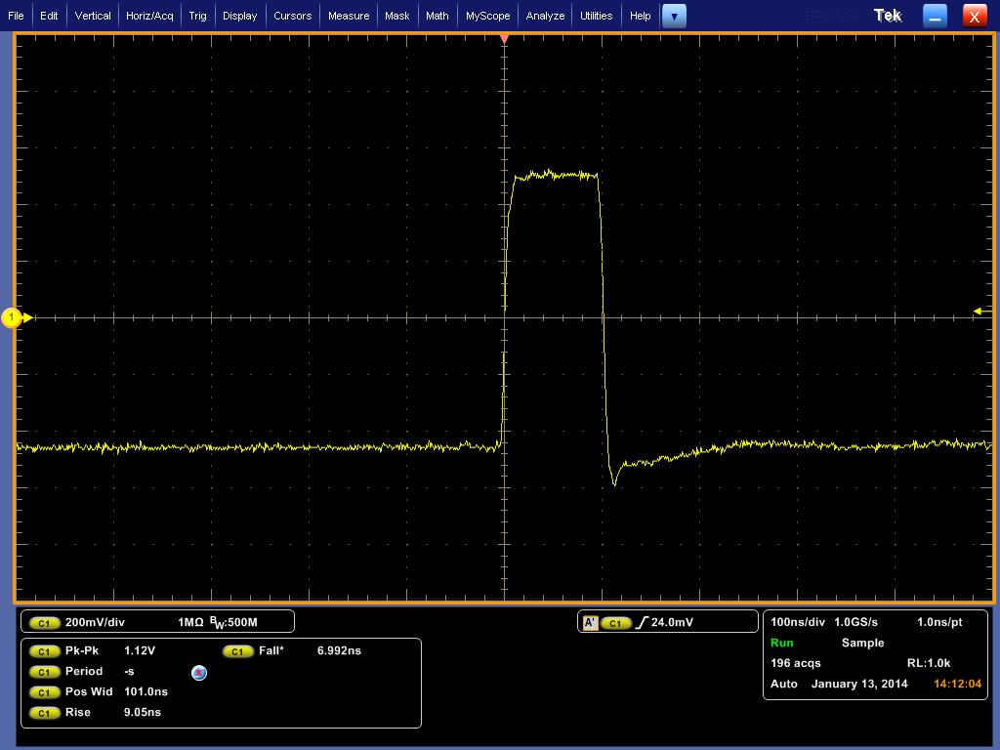 File Edit Vertical Horiz/Acq Trig Display Cursors Measure Mask Math MyScope Analyze Utilities Help Tek X
1
C1 200mV/div 1MΩ BW:500M
A' C1 24.0mV
100ns/div 1.0GS/s 1.0ns/pt
Run Sample
196 acqs RL:1.0k
Auto January 13, 2014 14:12:04
C1 Pk-Pk 1.12V C1 Fall* 6.992ns
C1 Period -s
C1 Pos Wid 101.0ns
C1 Rise 9.05ns